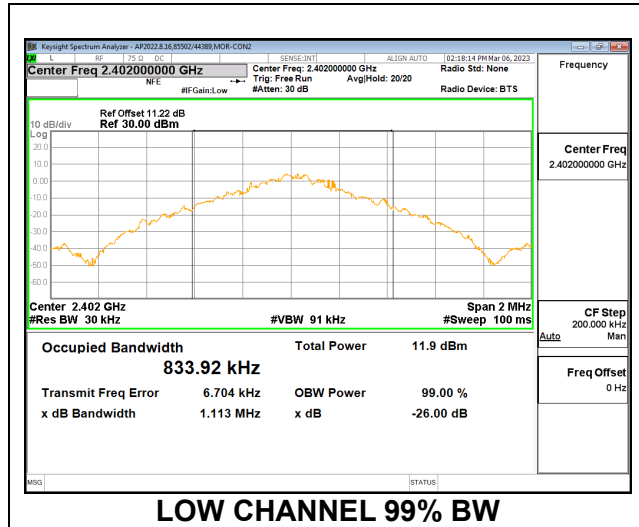 Keysight Spectrum Analyzer - AP2022.8.16,85502/44389,MOR-CON2
L RF 75 Ω DC SENSE:INT ALIGN AUTO 02:18:14 PM Mar 06, 2023
Center Freq 2.402000000 GHz Center Freq: 2.402000000 GHz Radio Std: None
NFE Trig: Free Run Avg|Hold: 20/20
#IFGain:Low #Atten: 30 dB Radio Device: BTS
Frequency
Ref Offset 11.22 dB
10 dB/div Ref 30.00 dBm
Log
20.0
10.0
0.00
-10.0
-20.0
-30.0
-40.0
-50.0
-60.0
Center 2.402 GHz Span 2 MHz
#Res BW 30 kHz #VBW 91 kHz #Sweep 100 ms
Occupied Bandwidth Total Power 11.9 dBm
833.92 kHz
Transmit Freq Error 6.704 kHz OBW Power 99.00 %
x dB Bandwidth 1.113 MHz x dB -26.00 dB
Center Freq
2.402000000 GHz
CF Step
200.000 kHz
Auto Man
Freq Offset
0 Hz
MSG STATUS
LOW CHANNEL 99% BW